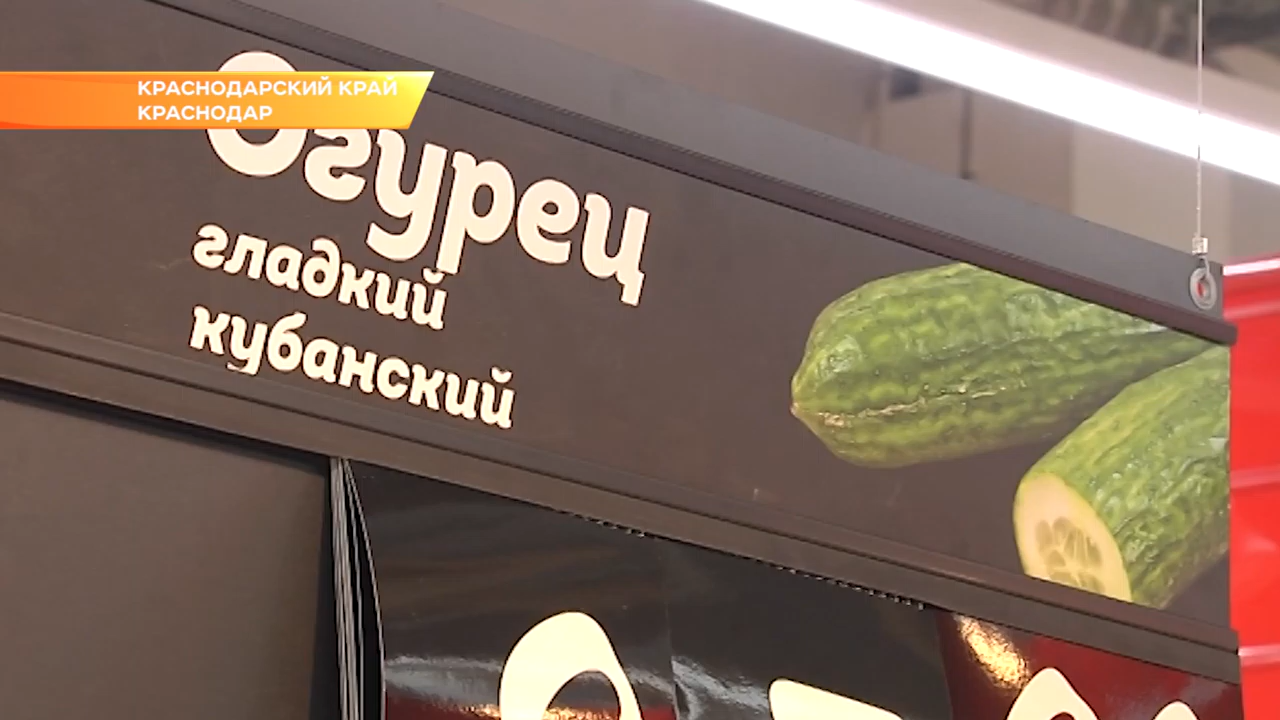 КРАСНОДАРСКИЙ КРАЙ
КРАСНОДАР
Огурец
гладкий
кубанский